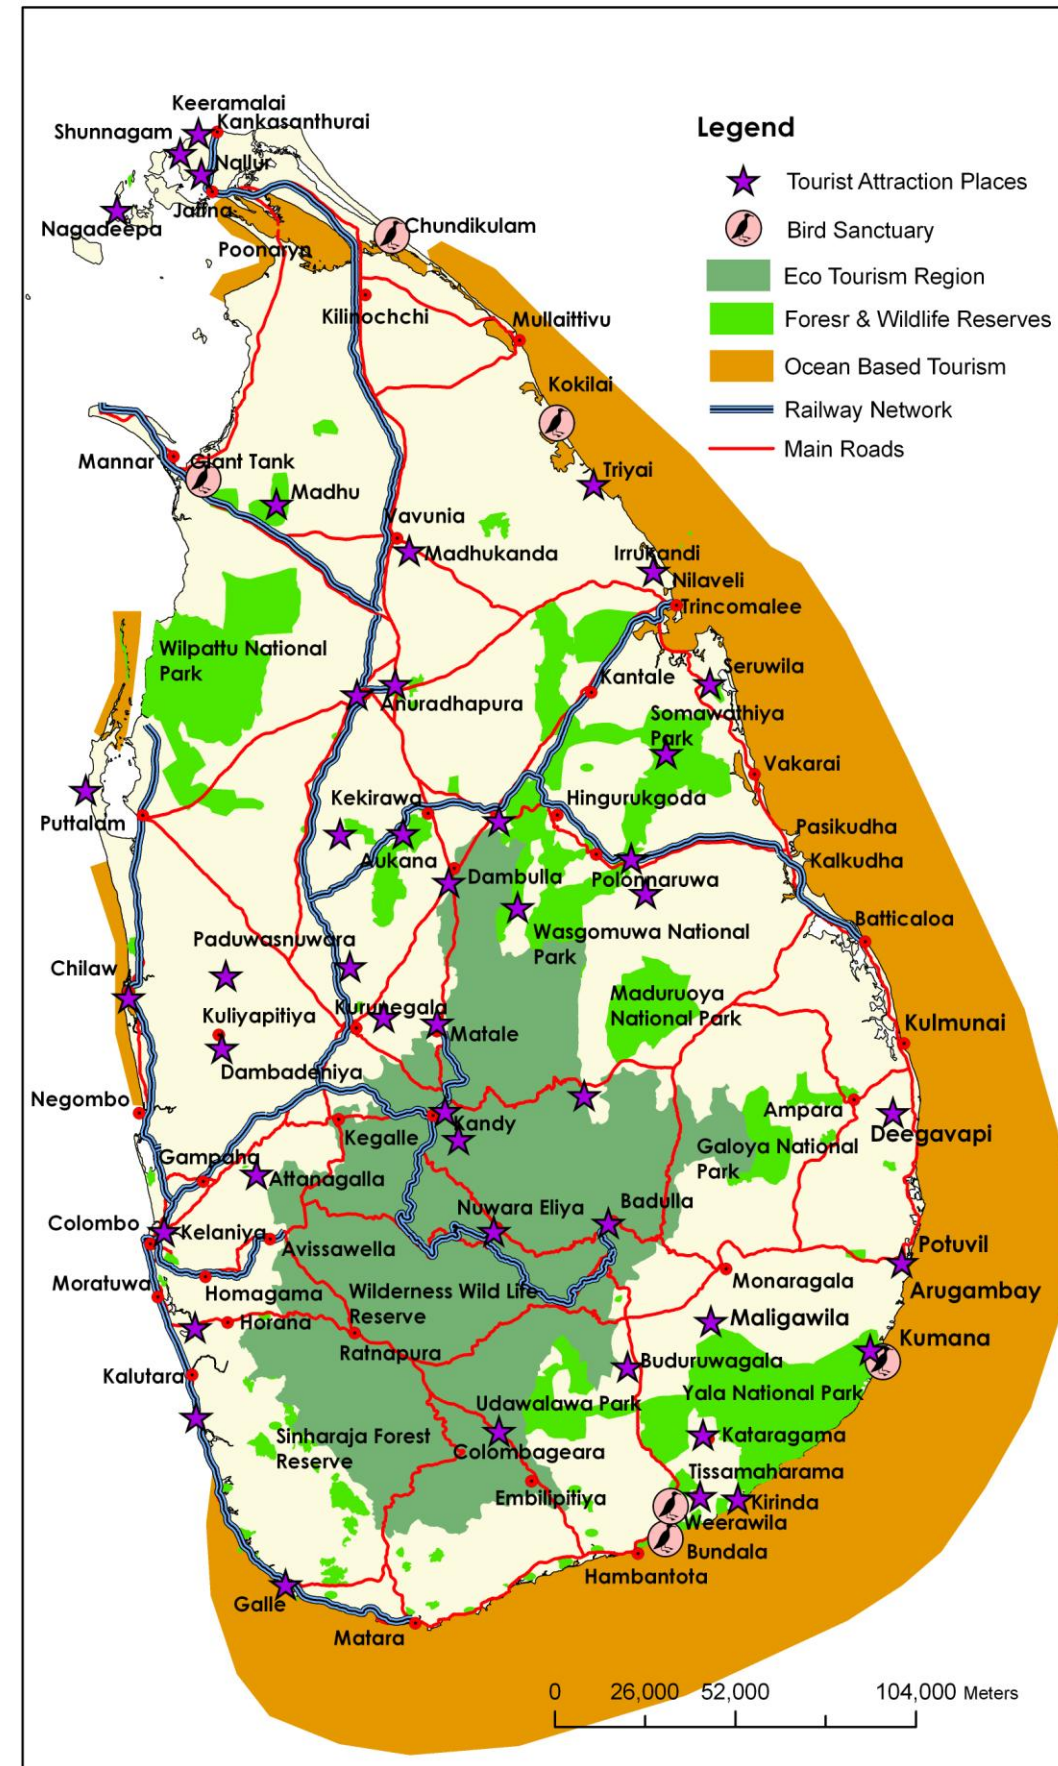 Keeramalai
Kankasanthurai
Shunnagam
Nallur
Jaffna
Nagadeepa
Chundikulam
Poonaryn
Kilinochchi
Mullaittivu
Kokilai
Legend
Tourist Attraction Places
Bird Sanctuary
Eco Tourism Region
Foresr & Wildlife Reserves
Ocean Based Tourism
Railway Network
Main Roads
Mannar
Giant Tank
Madhu
Triyai
Vavunia
Madhukanda
Irrukandi
Nilaveli
Trincomalee
Wilpattu National
Park
Anuradhapura
Kantale
Seruwila
Somawathiya
Park
Vakarai
Puttalam
Kekirawa
Hingurukgoda
Aukana
Dambulla
Polonnaruwa
Pasikudha
Kalkudha
Wasgomuwa National
Park
Batticaloa
Paduwasnuwara
Chilaw
Maduruoya
National Park
Kuliyapitiya
Kurunegala
Matale
Kulmunai
Dambadeniya
Negombo
Kegalle
Kandy
Ampara
Deegavapi
Galoya National
Park
Gampaha
Attanagalla
Nuwara Eliya
Badulla
Colombo
Kelaniya
Avissawella
Potuvil
Moratuwa
Homagama
Wilderness Wild Life
Reserve
Monaragala
Arugambay
Horana
Ratnapura
Maligawila
Kumana
Kalutara
Buduruwagala
Yala National Park
Udawalawa Park
Sinharaja Forest
Reserve
Colombageara
Kataragama
Tissamaharama
Embilipitiya
Kirinda
Weerawila
Bundala
Hambantota
Galle
Matara
0 26,000 52,000 104,000 Meters